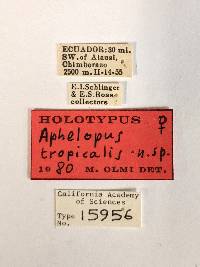 ECUADOR:30 mi.
SW.of Alausi,
Chimborazo
2500 m. II-14-55
E.I.Schlinger
& E.S.Ross
collectors
HOLOTYPUS ♀
Aphelopus
tropicalis n.sp.
1980 M. OLMI DET.
California Academy
of Sciences
Type
No. 15956